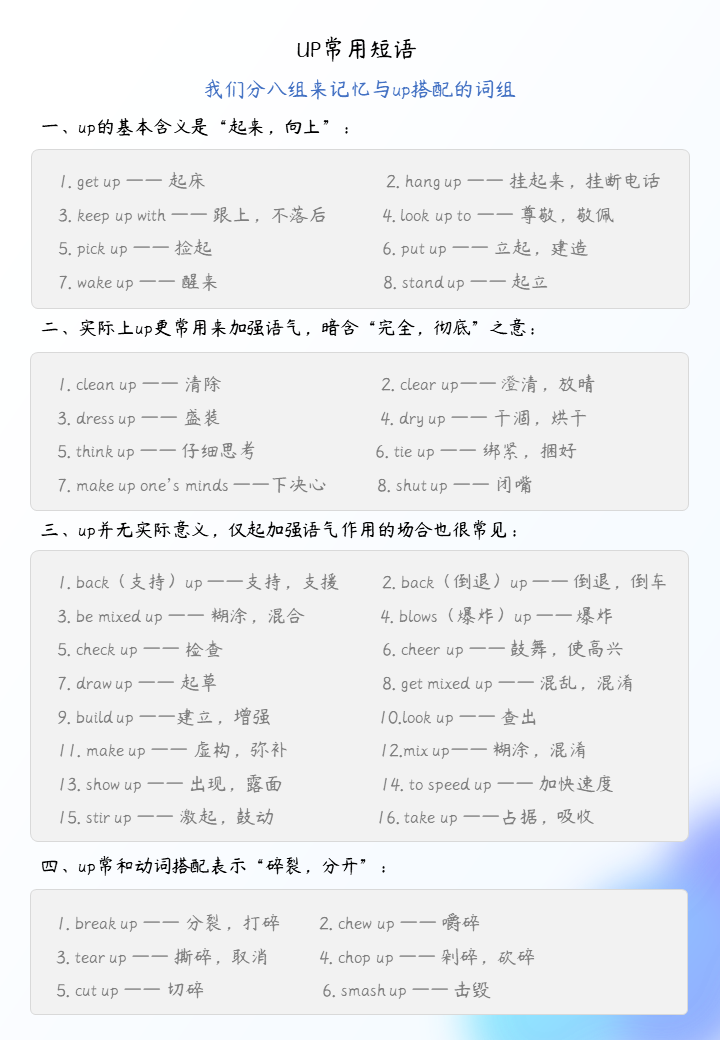 UP常用短语
我们分八组来记忆与up搭配的词组
一、up的基本含义是“起来，向上”：
1. get up —— 起床 2. hang up —— 挂起来，挂断电话
3. keep up with —— 跟上，不落后 4. look up to —— 尊敬，敬佩
5. pick up —— 捡起 6. put up —— 立起，建造
7. wake up —— 醒来 8. stand up —— 起立
二、实际上up更常用来加强语气，暗含“完全，彻底”之意：
1. clean up —— 清除 2. clear up—— 澄清，放晴
3. dress up —— 盛装 4. dry up —— 干涸，烘干
5. think up —— 仔细思考 6. tie up —— 绑紧，捆好
7. make up one's minds ——下决心 8. shut up —— 闭嘴
三、up并无实际意义，仅起加强语气作用的场合也很常见：
1. back（支持）up ——支持，支援 2. back（倒退）up —— 倒退，倒车
3. be mixed up —— 糊涂，混合 4. blows（爆炸）up ——爆炸
5. check up —— 检查 6. cheer up ——鼓舞，使高兴
7. draw up —— 起草 8. get mixed up —— 混乱，混淆
9. build up ——建立，增强 10.look up —— 查出
11. make up —— 虚构，弥补 12.mix up—— 糊涂，混淆
13. show up —— 出现，露面 14. to speed up —— 加快速度
15. stir up —— 激起，鼓动 16. take up ——占据，吸收
四、up常和动词搭配表示“碎裂，分开”：
1. break up —— 分裂，打碎 2. chew up —— 嚼碎
3. tear up —— 撕碎，取消 4. chop up —— 剁碎，砍碎
5. cut up —— 切碎 6. smash up —— 击毁